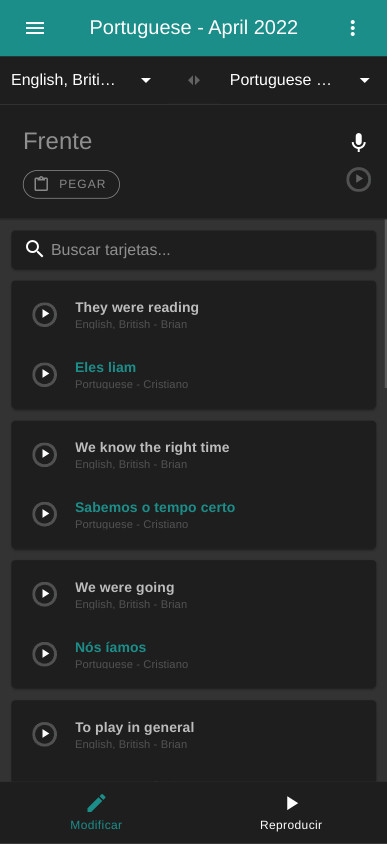 Portuguese - April 2022
English, Briti…
Portuguese …
Frente
PEGAR
Buscar tarjetas...
They were reading
English, British - Brian
Eles liam
Portuguese - Cristiano
We know the right time
English, British - Brian
Sabemos o tempo certo
Portuguese - Cristiano
We were going
English, British - Brian
Nós íamos
Portuguese - Cristiano
To play in general
English, British - Brian
Modificar
Reproducir